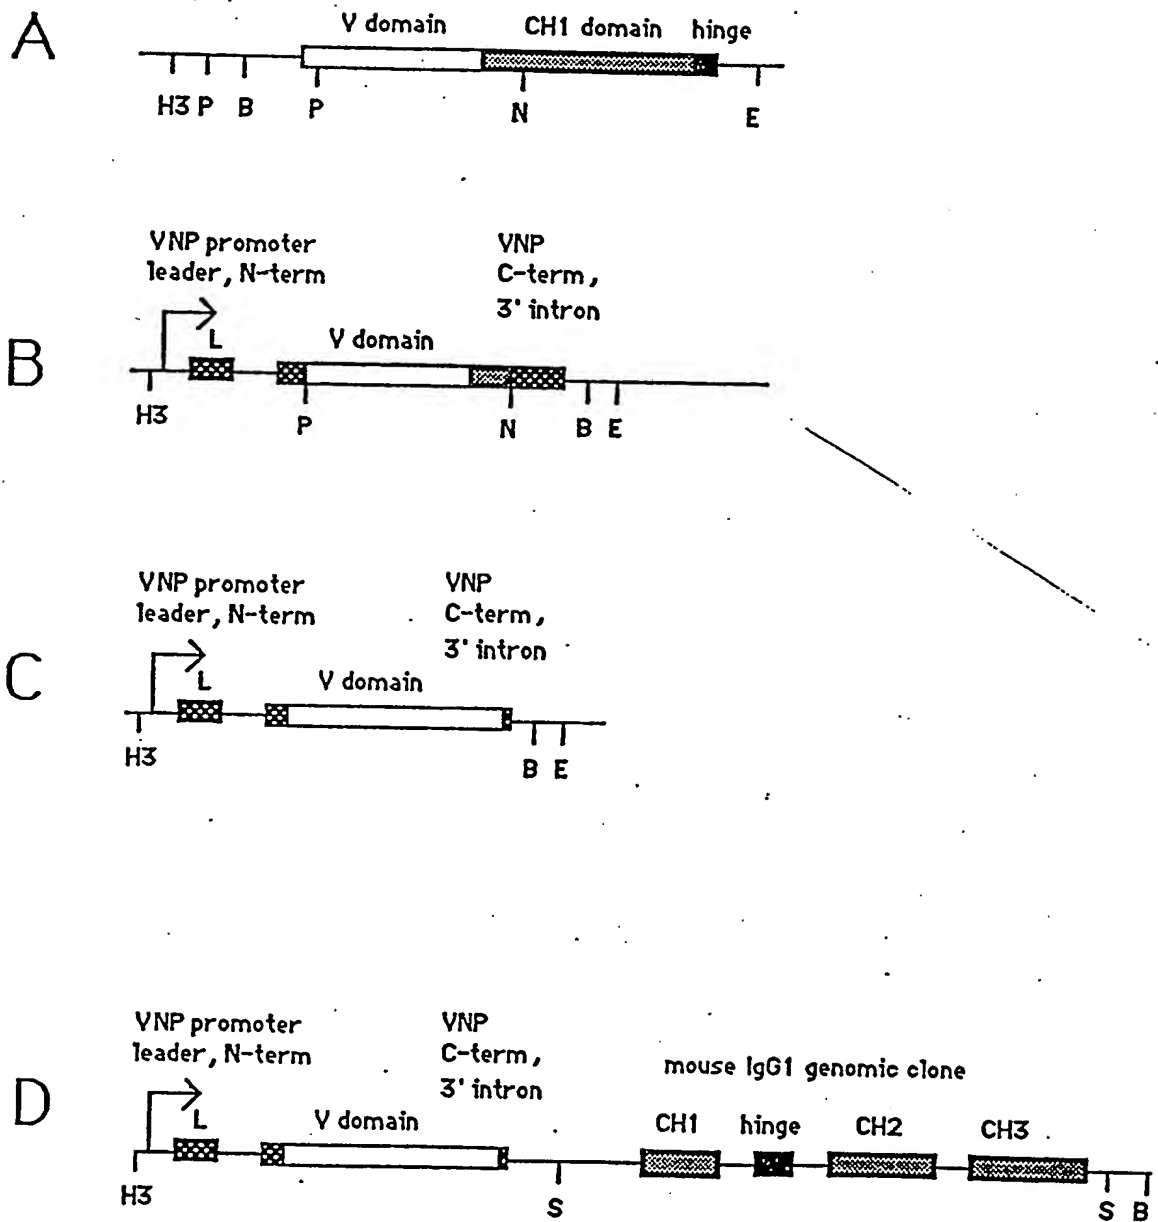 A
V domain CH1 domain hinge
H3 P B P N E
B
VNP promoter
leader, N-term
VNP
C-term,
3' intron
L
V domain
H3 P N B E
C
VNP promoter
leader, N-term
VNP
C-term,
3' intron
L
V domain
H3 B E
D
VNP promoter
leader, N-term
VNP
C-term,
3' intron
mouse IgG1 genomic clone
L
V domain
CH1 hinge CH2 CH3
H3 S S B